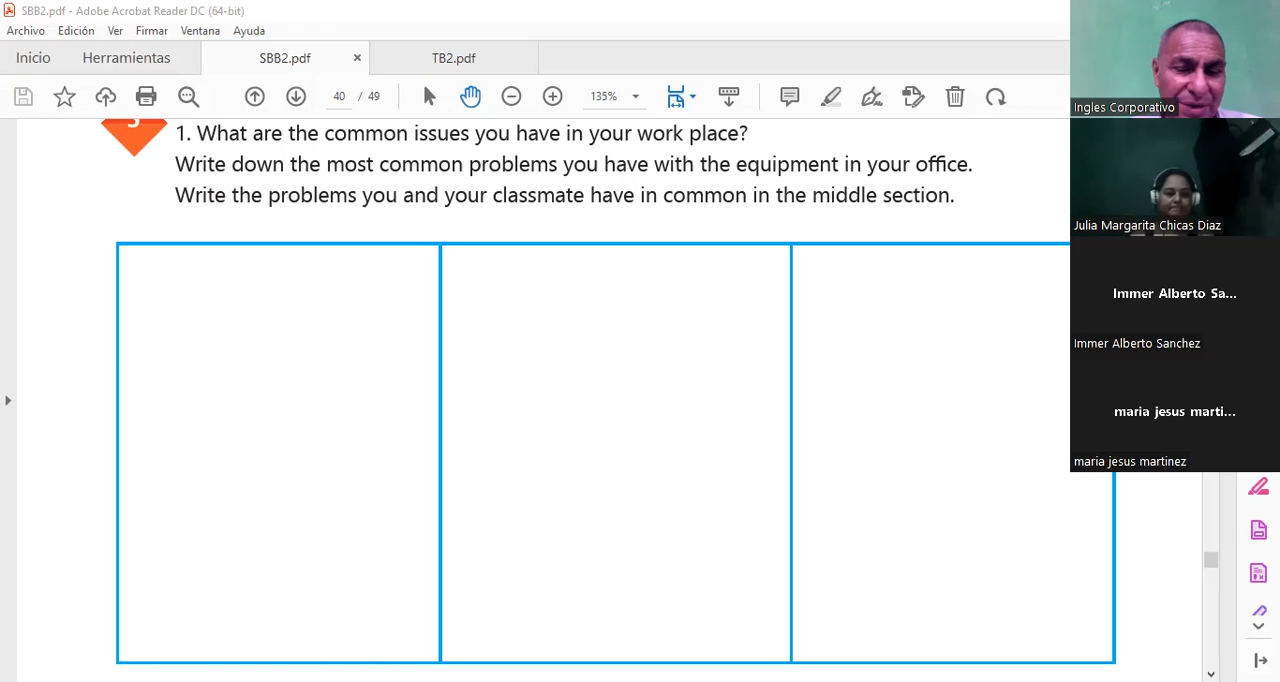 SBB2.pdf - Adobe Acrobat Reader DC (64-bit)
Archivo Edición Ver Firmar Ventana Ayuda
Inicio Herramientas SBB2.pdf × TB2.pdf
40 / 49 135%
1. What are the common issues you have in your work place?
Write down the most common problems you have with the equipment in your office.
Write the problems you and your classmate have in common in the middle section.
Ingles Corporativo
Julia Margarita Chicas Diaz
Immer Alberto Sa...
Immer Alberto Sanchez
maria jesus marti...
maria jesus martinez